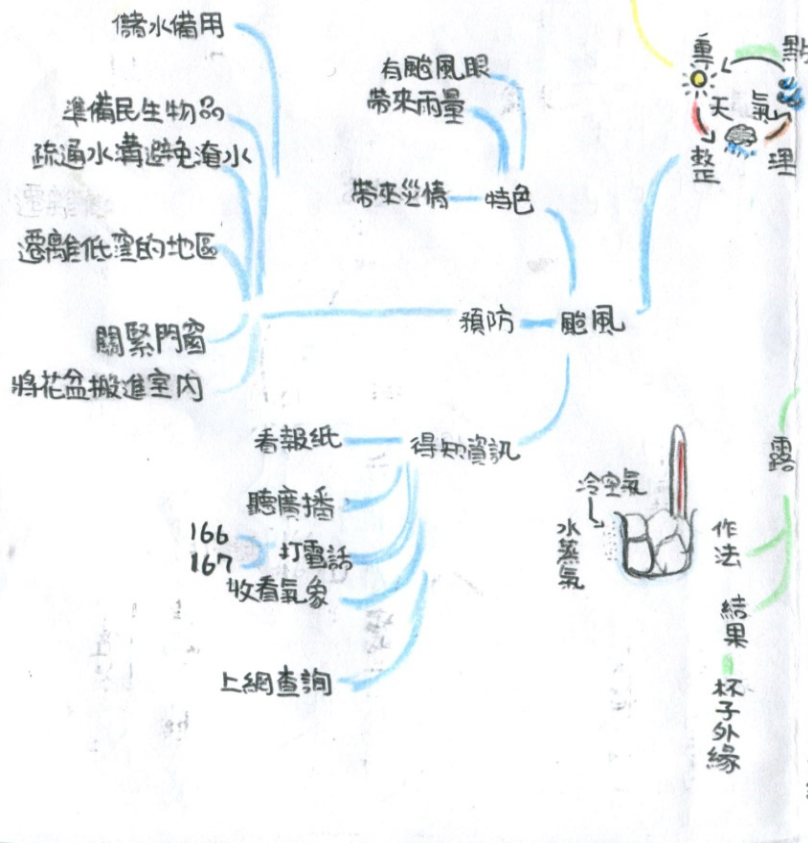 儲水備用
準備民生物品
疏通水溝避免淹水
遷離低窪的地區
關緊門窗
將花盆搬進室內
有颱風眼
帶來雨量
帶來災情
特色
預防
颱風
得知資訊
看報紙
聽廣播
打電話
166
167
收看氣象
上網查詢
重
點
天氣
整
理
露
冷空氣
水蒸氣
作法
結果
杯子外緣